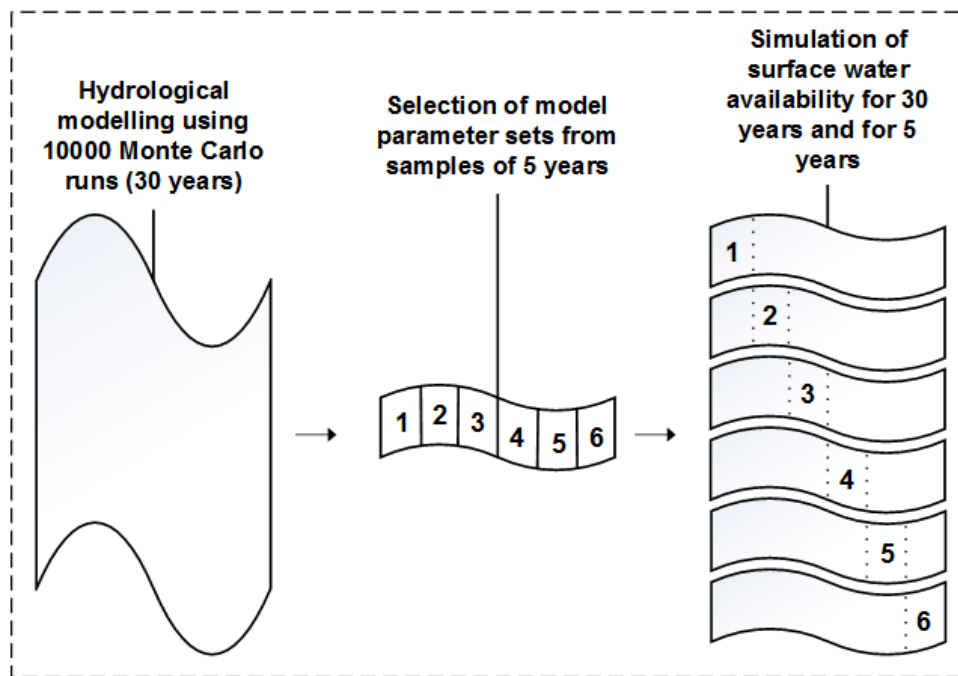 Hydrological
modelling using
10000 Monte Carlo
runs (30 years)
Selection of model
parameter sets from
samples of 5 years
Simulation of
surface water
availability for 30
years and for 5
years
1 2 3 4 5 6
1
2
3
4
5
6